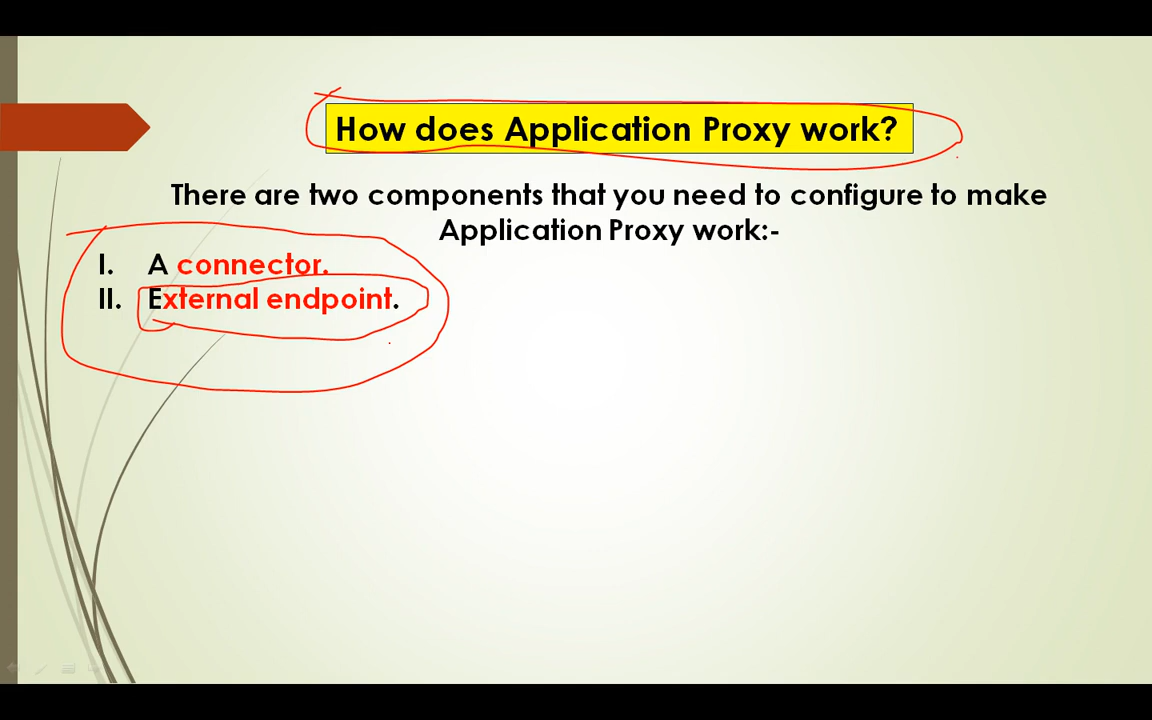 How does Application Proxy work?
There are two components that you need to configure to make
Application Proxy work:-
I. A connector.
II. External endpoint.